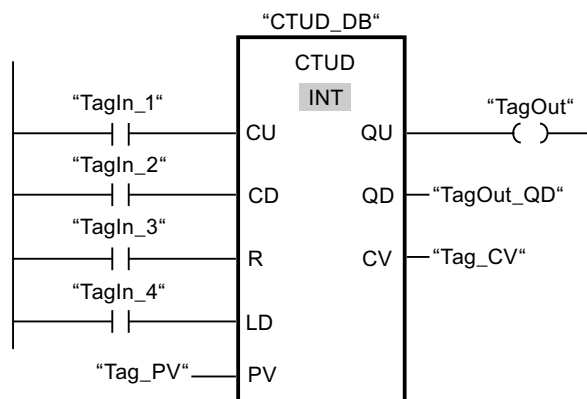 “CTUD_DB“
CTUD
INT
“TagIn_1“
CU
QU
“TagOut“
“TagIn_2“
CD
QD
“TagOut_QD“
“TagIn_3“
R
CV
“Tag_CV“
“TagIn_4“
LD
“Tag_PV“
PV